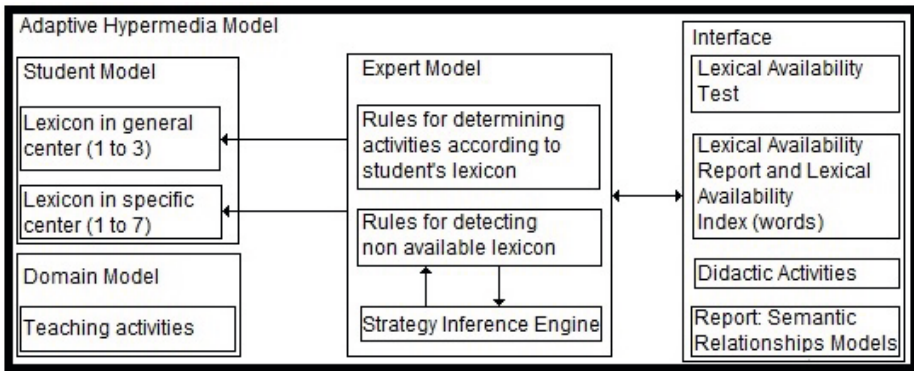 Adaptive Hypermedia Model
Student Model
Lexicon in general
center (1 to 3)
Lexicon in specific
center (1 to 7)
Domain Model
Teaching activities
Expert Model
Rules for determining
activities according to
student's lexicon
Rules for detecting
non available lexicon
Strategy Inference Engine
Interface
Lexical Availability
Test
Lexical Availability
Report and Lexical
Availability
Index (words)
Didactic Activities
Report: Semantic
Relationships Models